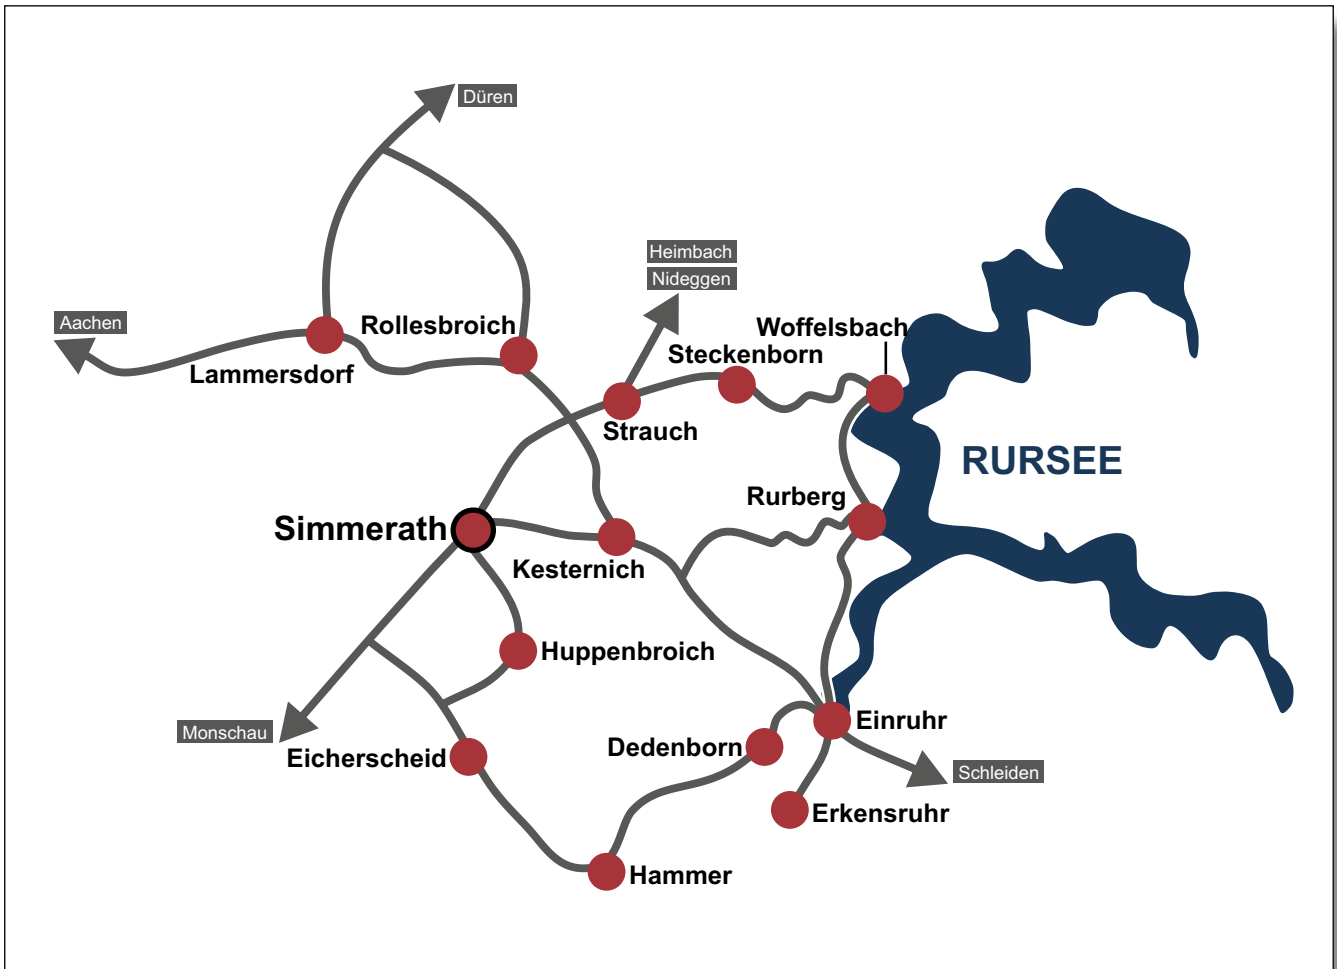 Düren
Heimbach
Nideggen
Aachen
Rollesbroich
Woffelsbach
Steckenborn
Lammersdorf
Strauch
RURSEE
Rurberg
Simmerath
Kesternich
Huppenbroich
Einruhr
Monschau
Dedenborn
Eicherscheid
Schleiden
Erkensruhr
Hammer